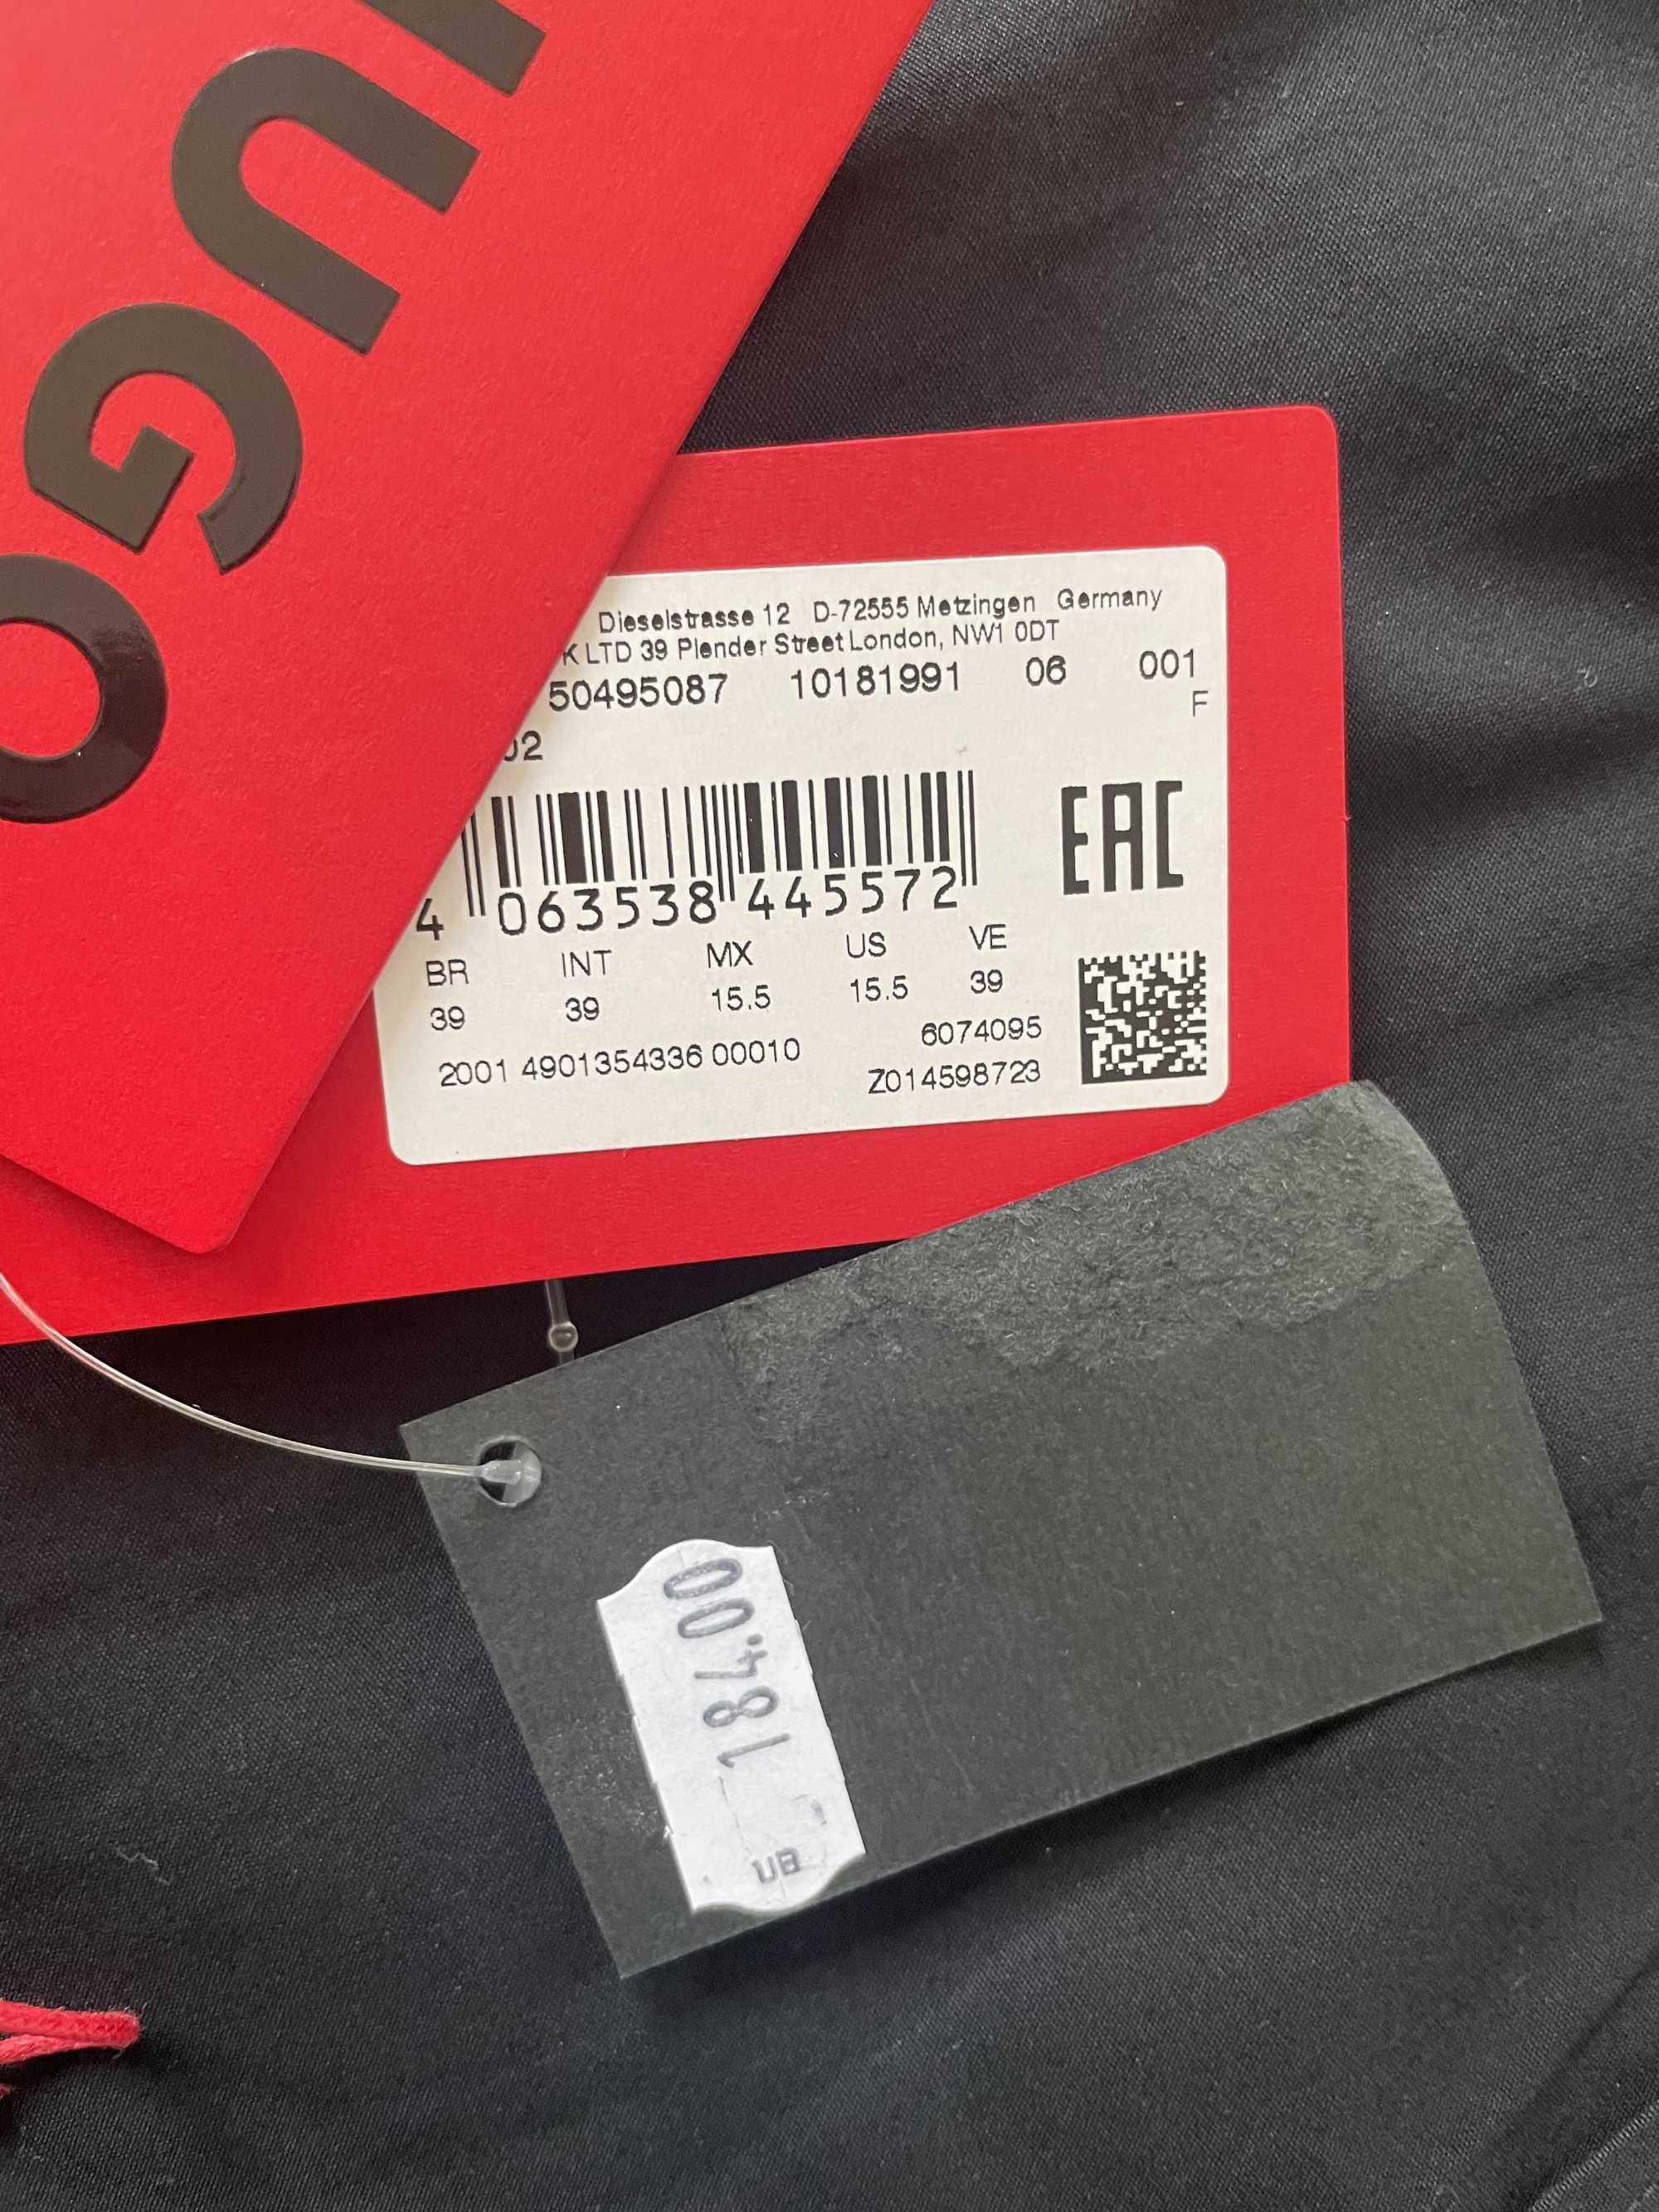 HUGO
Dieselstrasse 12 D-72555 Metzingen Germany
K LTD 39 Plender Street London, NW1 0DT
50495087 10181991 06 001
F
02
EAC
4 063538 445572
BR INT MX US VE
39 39 15.5 15.5 39
2001 4901354336 00010 6074095
Z014598723
184.00
UB